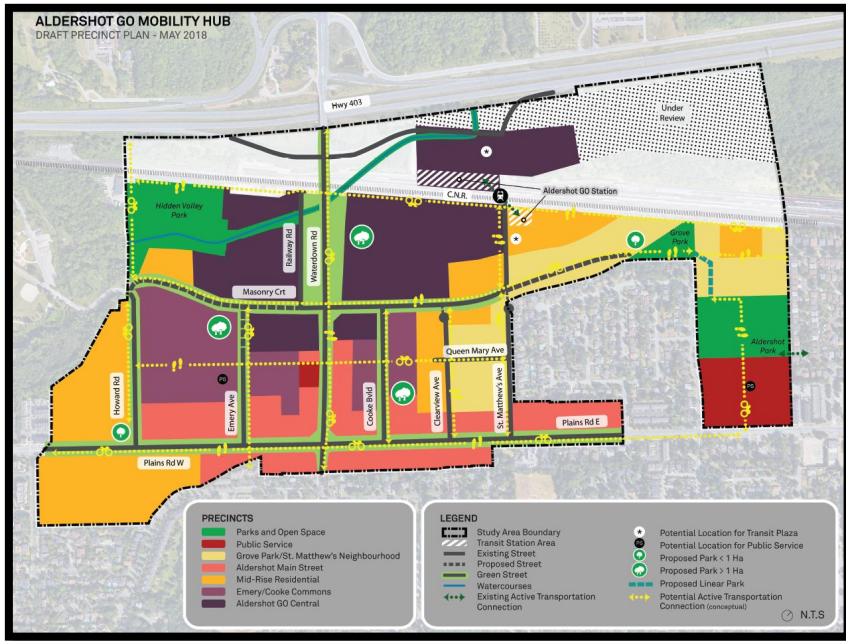 ALDERSHOT GO MOBILITY HUB
DRAFT PRECINCT PLAN - MAY 2018
Hwy 403
Under
Review
Aldershot GO Station
C.N.R.
Hidden Valley
Park
Grove
Park
Railway Rd
Waterdown Rd
Masonry Crt
Queen Mary Ave
Aldershot
Park
Howard Rd
PS
Emery Ave
Cooke Bvld
Clearview Ave
St. Matthew's Ave
PS
Plains Rd E
Plains Rd W
PRECINCTS
Parks and Open Space
Public Service
Grove Park/St. Matthew's Neighbourhood
Aldershot Main Street
Mid-Rise Residential
Emery/Cooke Commons
Aldershot GO Central
LEGEND
Study Area Boundary
Transit Station Area
Existing Street
Proposed Street
Green Street
Watercourses
Existing Active Transportation
Connection
Potential Location for Transit Plaza
PS
Potential Location for Public Service
Proposed Park < 1 Ha
Proposed Park > 1 Ha
Proposed Linear Park
Potential Active Transportation
Connection (conceptual)
N.T.S